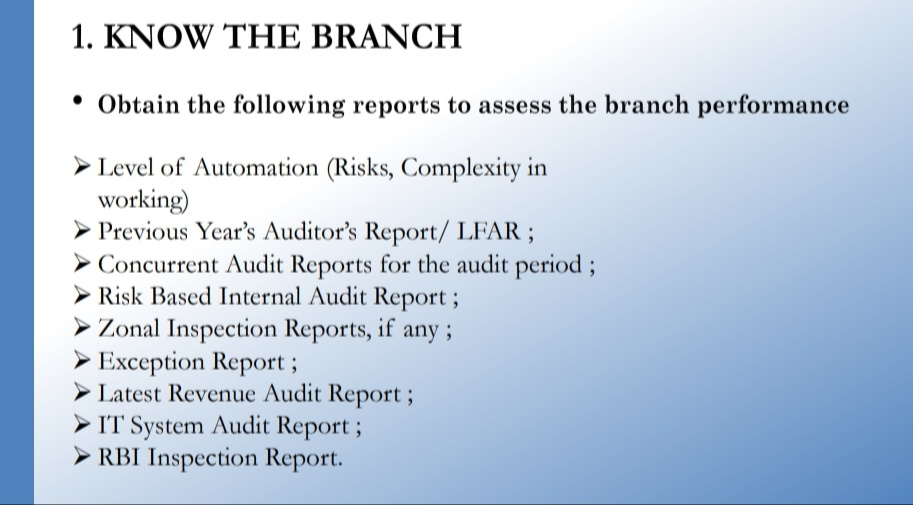 1. KNOW THE BRANCH
• Obtain the following reports to assess the branch performance
➢ Level of Automation (Risks, Complexity in
working)
➢ Previous Year’s Auditor’s Report/ LFAR ;
➢ Concurrent Audit Reports for the audit period ;
➢ Risk Based Internal Audit Report ;
➢ Zonal Inspection Reports, if any ;
➢ Exception Report ;
➢ Latest Revenue Audit Report ;
➢ IT System Audit Report ;
➢ RBI Inspection Report.